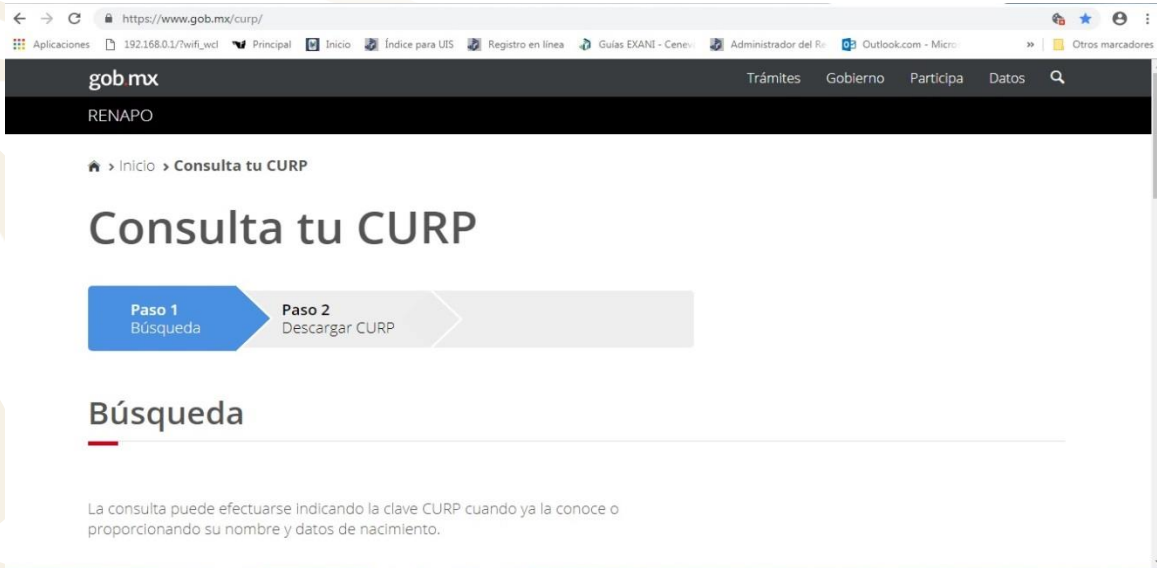 https://www.gob.mx/curp/
Aplicaciones 192.168.0.1/?wifi_wcl Principal Inicio Índice para UIS Registro en línea Guías EXANI - Cenev Administrador del Re Outlook.com - Micro » Otros marcadores
gob.mx Trámites Gobierno Participa Datos
RENAPO
> Inicio > Consulta tu CURP
Consulta tu CURP
Paso 1 Paso 2
Búsqueda Descargar CURP
Búsqueda
La consulta puede efectuarse indicando la clave CURP cuando ya la conoce o
proporcionando su nombre y datos de nacimiento.